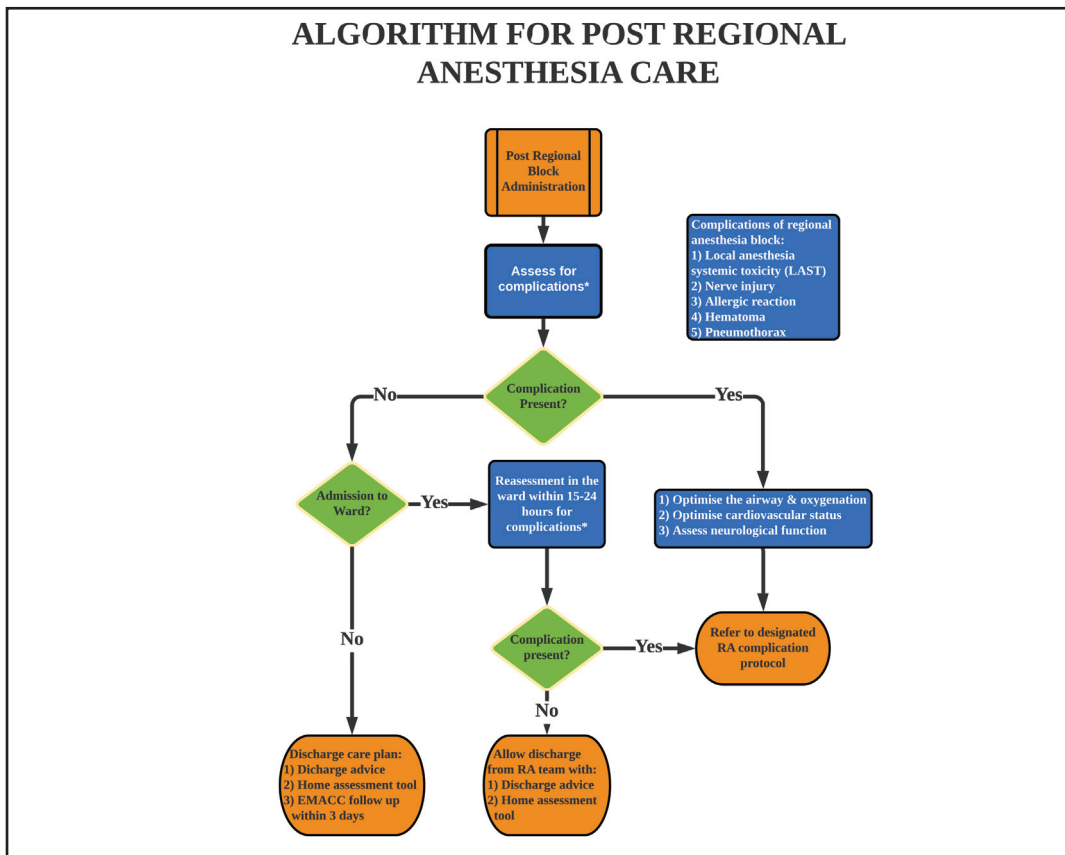 ALGORITHM FOR POST REGIONAL
ANESTHESIA CARE
Post Regional
Block
Administration
Complications of regional
anesthesia block:
1) Local anesthesia
systemic toxicity (LAST)
2) Nerve injury
3) Allergic reaction
4) Hematoma
5) Pneumothorax
Assess for
complications*
Complication
Present?
No
Yes
Admission to
Ward?
Yes
Reassessment in the
ward within 15-24
hours for
complications*
1) Optimise the airway & oxygenation
2) Optimise cardiovascular status
3) Assess neurological function
No
Complication
present?
Yes
Refer to designated
RA complication
protocol
No
Discharge care plan:
1) Dicharge advice
2) Home assessment tool
3) EMACC follow up
within 3 days
Allow discharge
from RA team with:
1) Discharge advice
2) Home assessment
tool